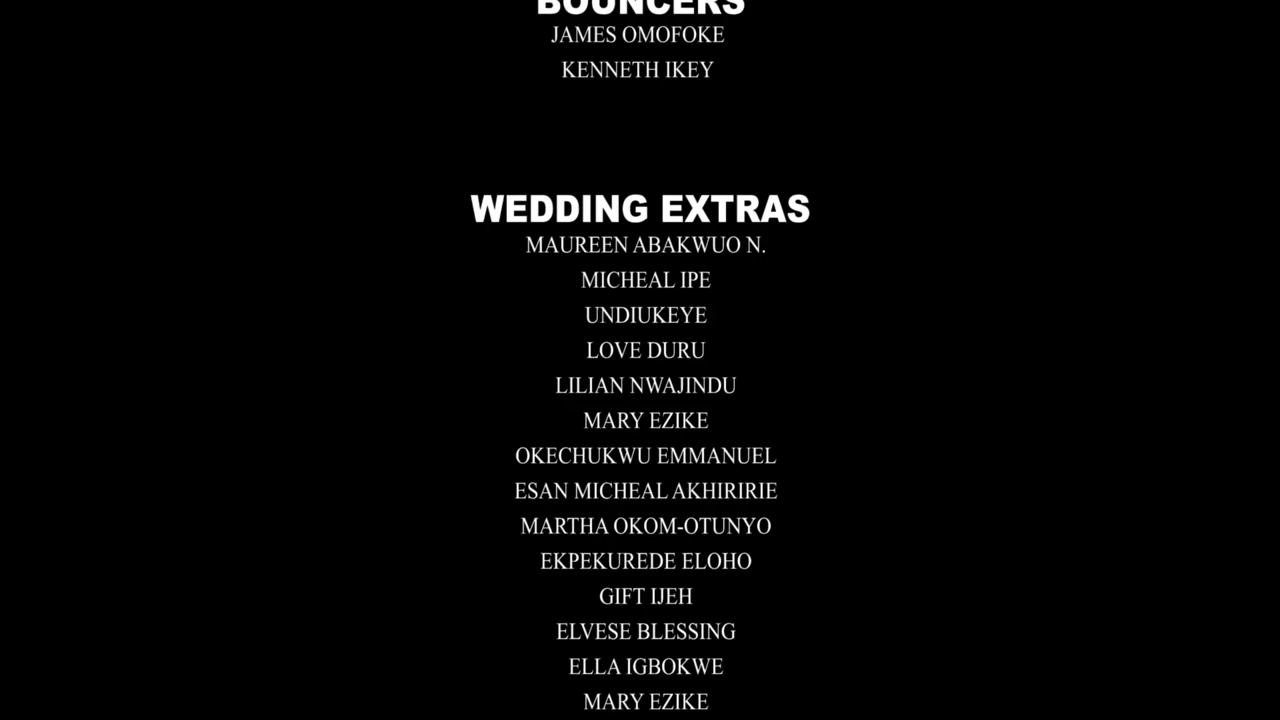 BOUNCERS
JAMES OMOFOKE
KENNETH IKEY
WEDDING EXTRAS
MAUREEN ABAKWUO N.
MICHEAL IPE
UNDIUKEYE
LOVE DURU
LILIAN NWAJINDU
MARY EZIKE
OKECHUKWU EMMANUEL
ESAN MICHEAL AKHIRIRIE
MARTHA OKOM-OTUNYO
EKPEKUREDE ELOHO
GIFT IJEH
ELVESE BLESSING
ELLA IGBOKWE
MARY EZIKE